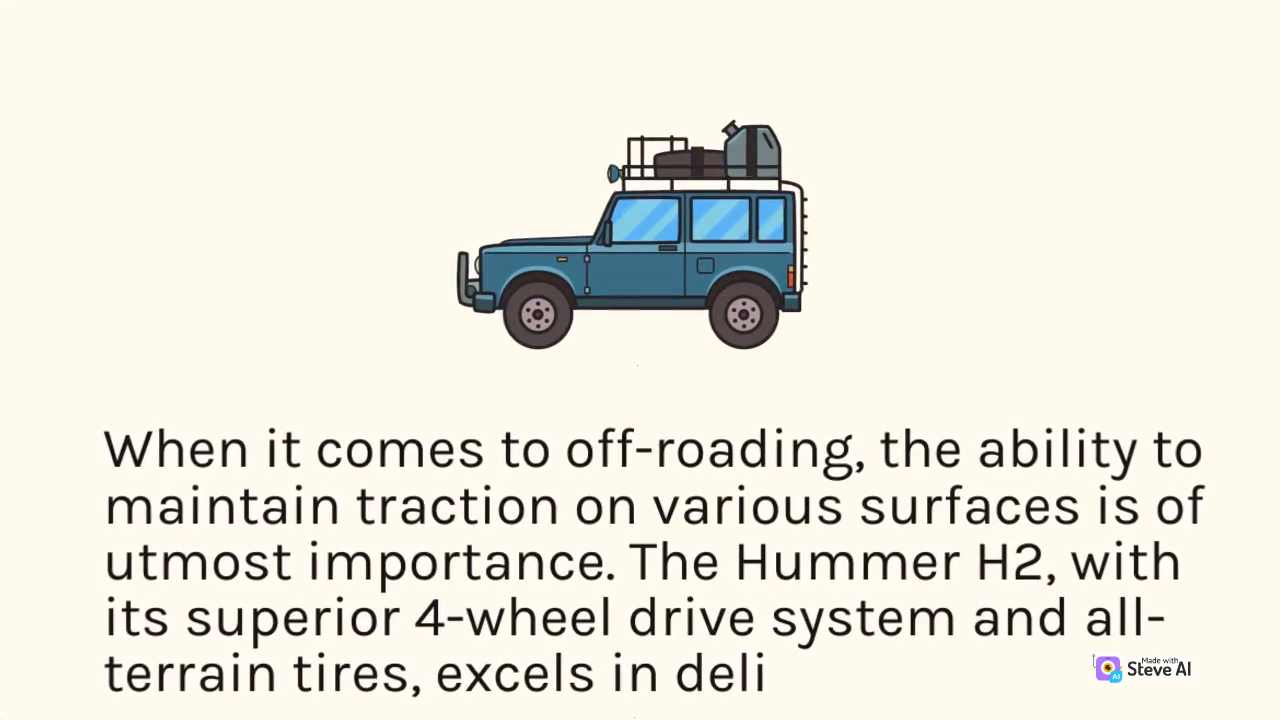 When it comes to off-roading, the ability to
maintain traction on various surfaces is of
utmost importance. The Hummer H2, with
its superior 4-wheel drive system and all-
terrain tires, excels in deli
Made with
Steve AI
AI